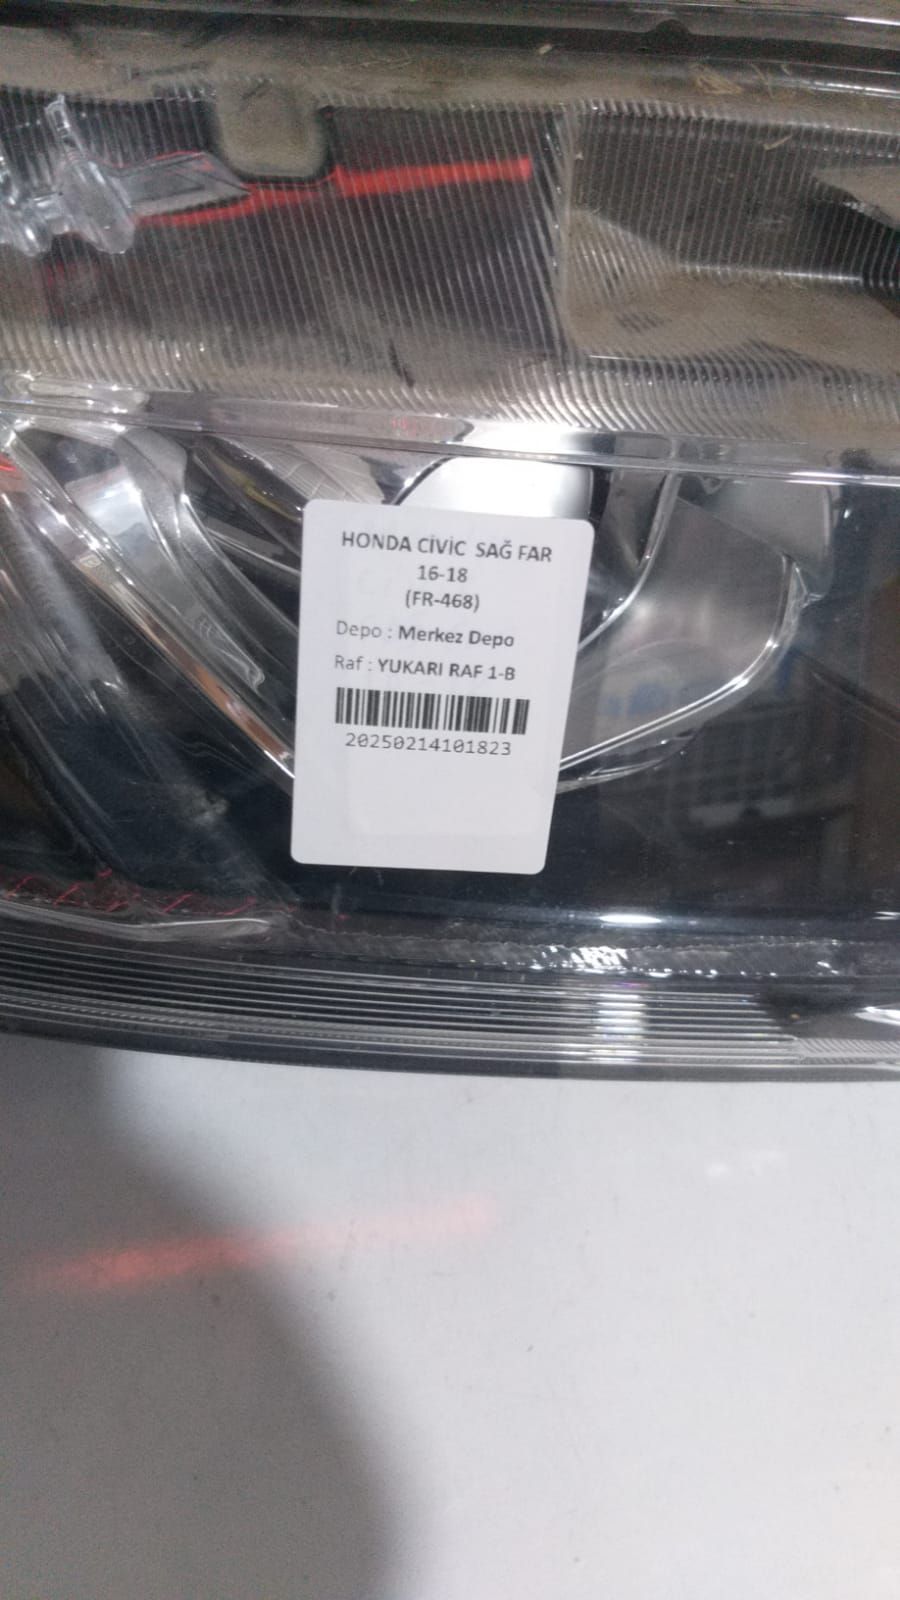 HONDA CİVİC SAĞ FAR
16-18
(FR-468)
Depo : Merkez Depo
Raf : YUKARI RAF 1-B
20250214101823